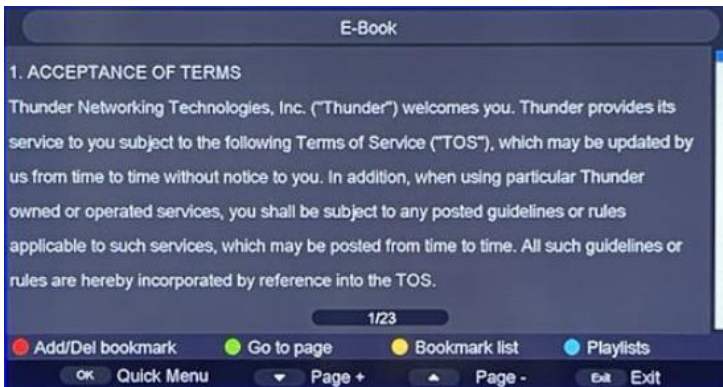 E-Book
1. ACCEPTANCE OF TERMS
Thunder Networking Technologies, Inc. ("Thunder") welcomes you. Thunder provides its
service to you subject to the following Terms of Service ("TOS"), which may be updated by
us from time to time without notice to you. In addition, when using particular Thunder
owned or operated services, you shall be subject to any posted guidelines or rules
applicable to such services, which may be posted from time to time. All such guidelines or
rules are hereby incorporated by reference into the TOS.
1/23
Add/Del bookmark Go to page Bookmark list Playlists
OK Quick Menu Page + Page - Exit Exit